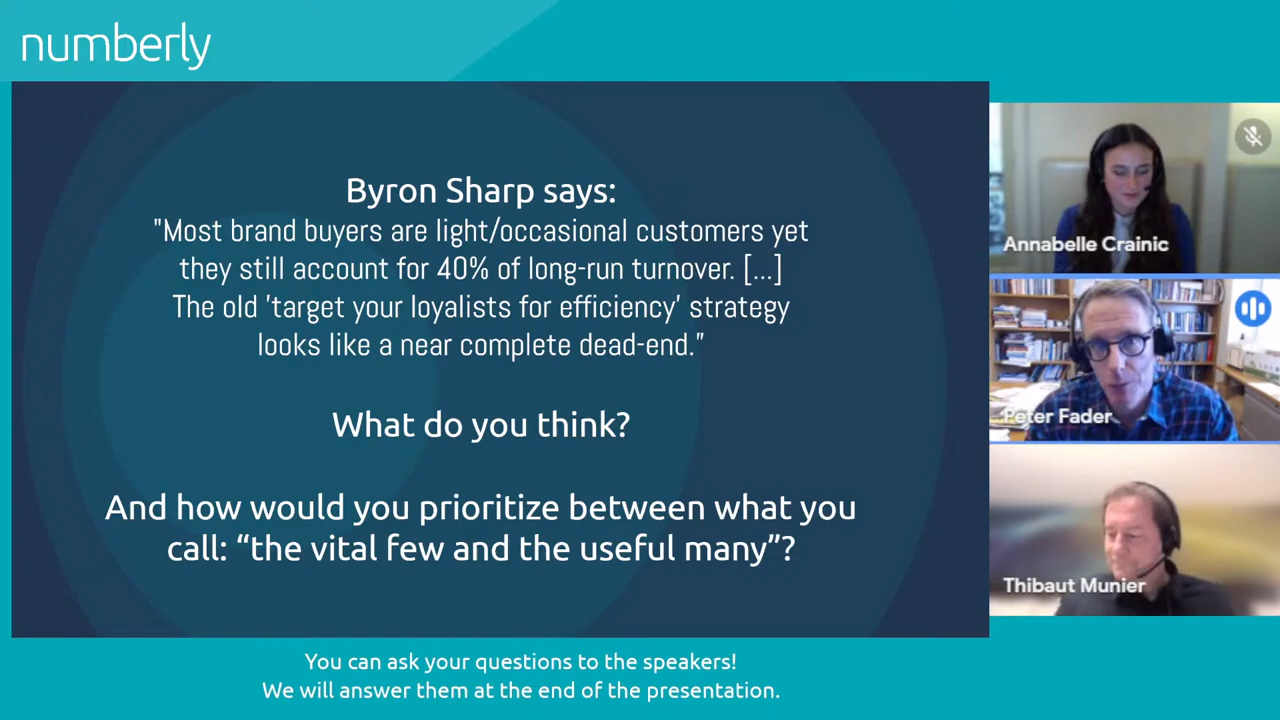 numberly
Byron Sharp says:
"Most brand buyers are light/occasional customers yet
they still account for 40% of long-run turnover. [...]
The old 'target your loyalists for efficiency' strategy
looks like a near complete dead-end."
What do you think?
And how would you prioritize between what you
call: “the vital few and the useful many”?
Annabelle Crainic
Peter Fader
Thibaut Munier
You can ask your questions to the speakers!
We will answer them at the end of the presentation.